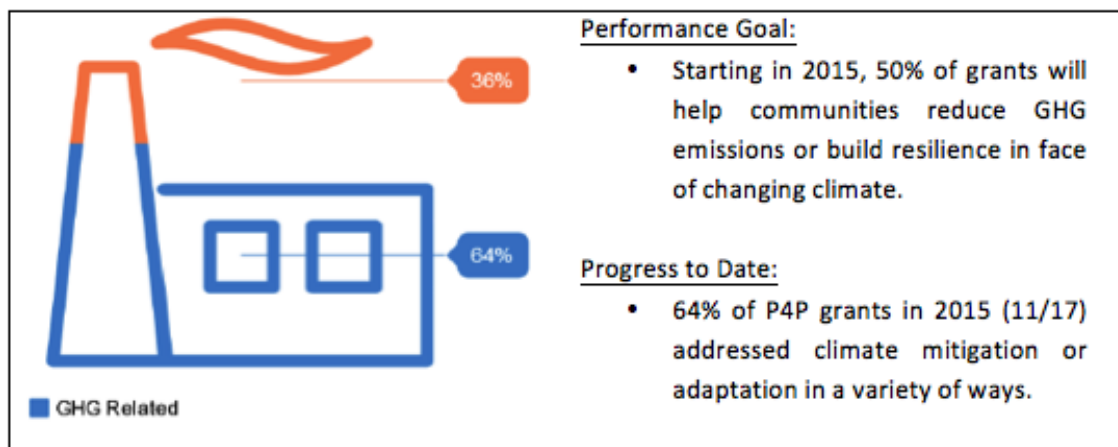 36%
64%
GHG Related
Performance Goal:
• Starting in 2015, 50% of grants will
help communities reduce GHG
emissions or build resilience in face
of changing climate.
Progress to Date:
• 64% of P4P grants in 2015 (11/17)
addressed climate mitigation or
adaptation in a variety of ways.